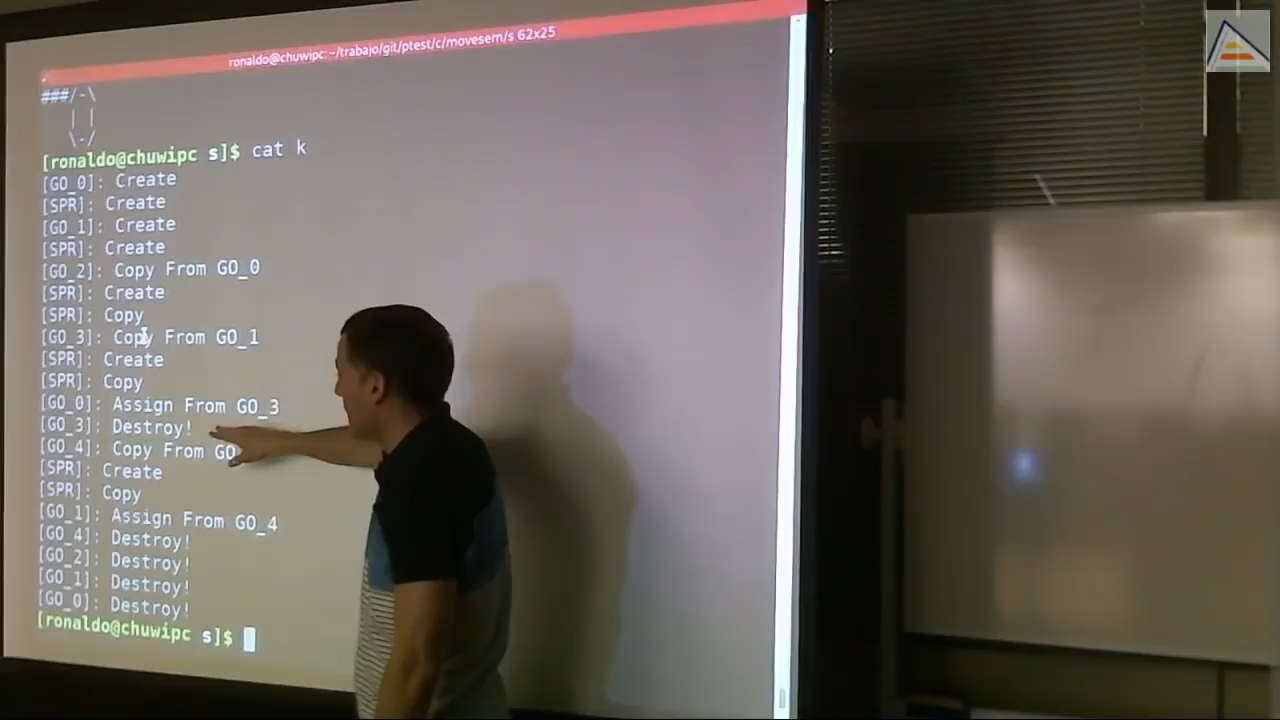 ronaldo@chuwipc:~/trabajo/git/ptest/c/movesem/s 62x25
###/-\
| |
\-/
[ronaldo@chuwipc s]$ cat k
[GO_0]: Create
[SPR]: Create
[GO_1]: Create
[SPR]: Create
[GO_2]: Copy From GO_0
[SPR]: Create
[SPR]: Copy
[GO_3]: Copy From GO_1
[SPR]: Create
[SPR]: Copy
[GO_0]: Assign From GO_3
[GO_3]: Destroy!
[GO_4]: Copy From GO
[SPR]: Create
[SPR]: Copy
[GO_1]: Assign From GO_4
[GO_4]: Destroy!
[GO_2]: Destroy!
[GO_1]: Destroy!
[GO_0]: Destroy!
[ronaldo@chuwipc s]$